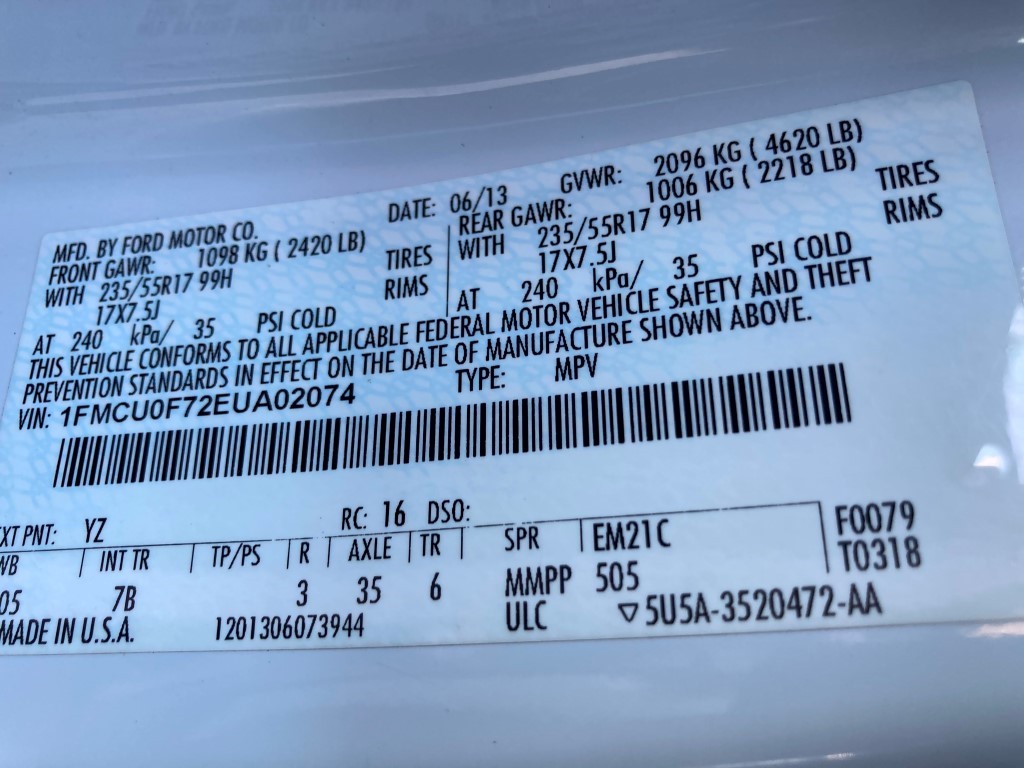 MFD. BY FORD MOTOR CO. DATE: 06/13 GVWR: 2096 KG ( 4620 LB)
FRONT GAWR: 1098 KG ( 2420 LB) REAR GAWR: 1006 KG ( 2218 LB)
WITH 235/55R17 99H TIRES WITH 235/55R17 99H TIRES
17X7.5J RIMS 17X7.5J RIMS
AT 240 kPa/ 35 PSI COLD AT 240 kPa/ 35 PSI COLD
THIS VEHICLE CONFORMS TO ALL APPLICABLE FEDERAL MOTOR VEHICLE SAFETY AND THEFT
PREVENTION STANDARDS IN EFFECT ON THE DATE OF MANUFACTURE SHOWN ABOVE.
VIN: 1FMCU0F72EUA02074 TYPE: MPV
XT PNT: YZ RC: 16 DSO:
WB INT TR TP/PS R AXLE TR SPR EM21C F0079
05 7B 3 35 6 MMPP 505 T0318
MADE IN U.S.A. 1201306073944 ULC ▽5U5A-3520472-AA